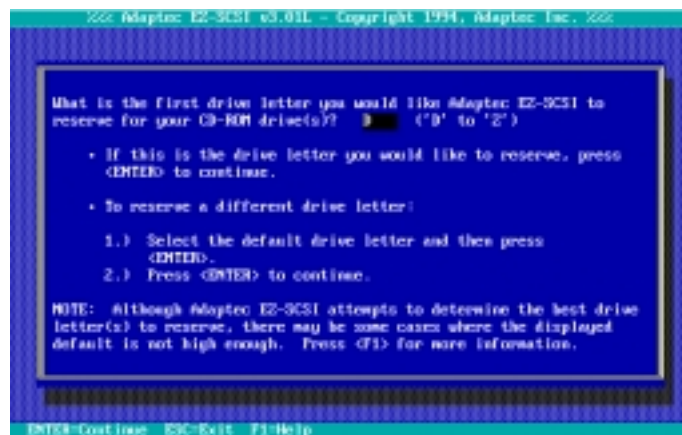 >>> Adaptec EZ-SCSI v3.01L - Copyright 1994, Adaptec Inc. <<<
What is the first drive letter you would like Adaptec EZ-SCSI to
reserve for your CD-ROM drive(s)? D ('D' to 'Z')
• If this is the drive letter you would like to reserve, press
<ENTER> to continue.
• To reserve a different drive letter:
1.) Select the default drive letter and then press
<ENTER>.
2.) Press <ENTER> to continue.
NOTE: Although Adaptec EZ-SCSI attempts to determine the best drive
letter(s) to reserve, there may be some cases where the displayed
default is not high enough. Press <F1> for more information.
ENTER=Continue ESC=Exit F1=Help